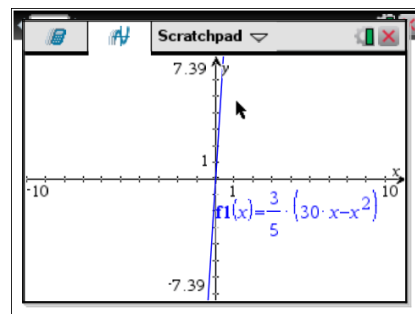 Scratchpad
7.39 y
1
x
-10 1 10
f1(x)=3/5·(30·x-x²)
-7.39